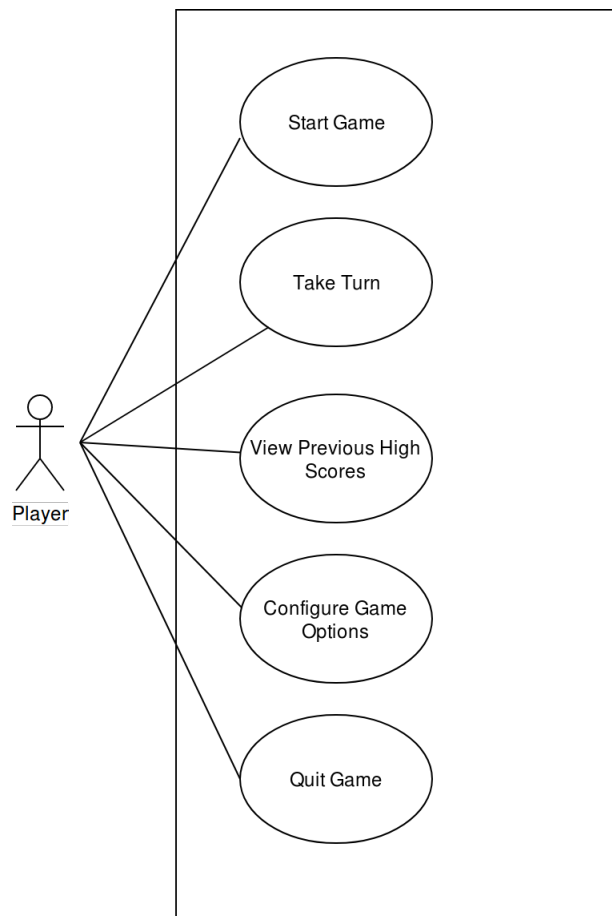 Start Game
Take Turn
View Previous High
Scores
Player
Configure Game
Options
Quit Game